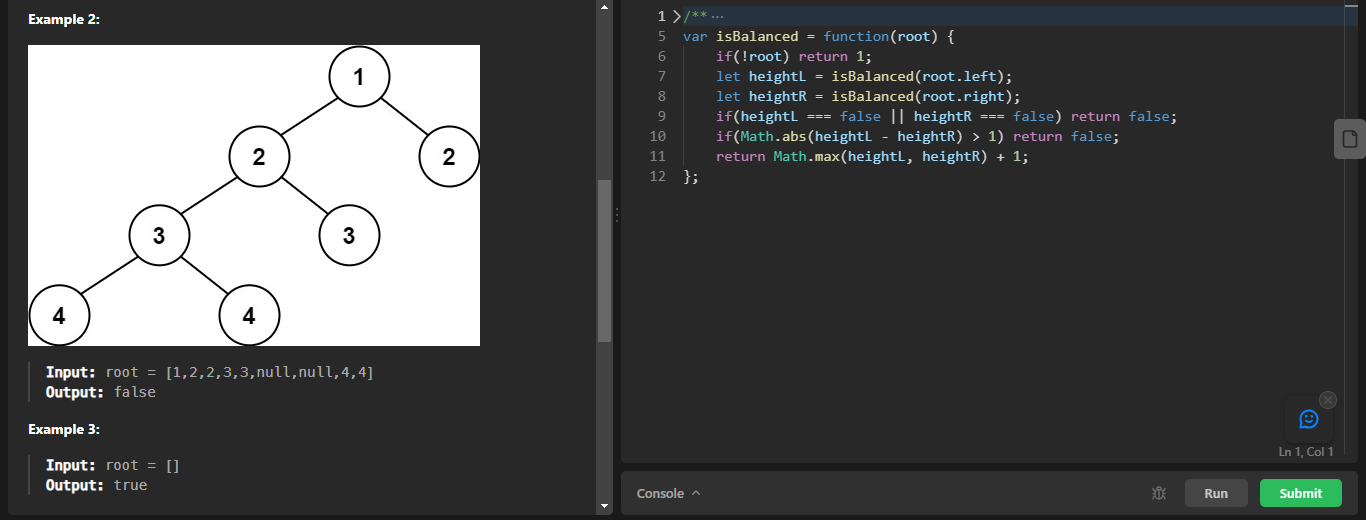 Example 2:
1
2 2
3 3
4 4
Input: root = [1,2,2,3,3,null,null,4,4]
Output: false
Example 3:
Input: root = []
Output: true
1 /** ···
5 var isBalanced = function(root) {
6 if(!root) return 1;
7 let heightL = isBalanced(root.left);
8 let heightR = isBalanced(root.right);
9 if(heightL === false || heightR === false) return false;
10 if(Math.abs(heightL - heightR) > 1) return false;
11 return Math.max(heightL, heightR) + 1;
12 };
Ln 1, Col 1
Console Run Submit